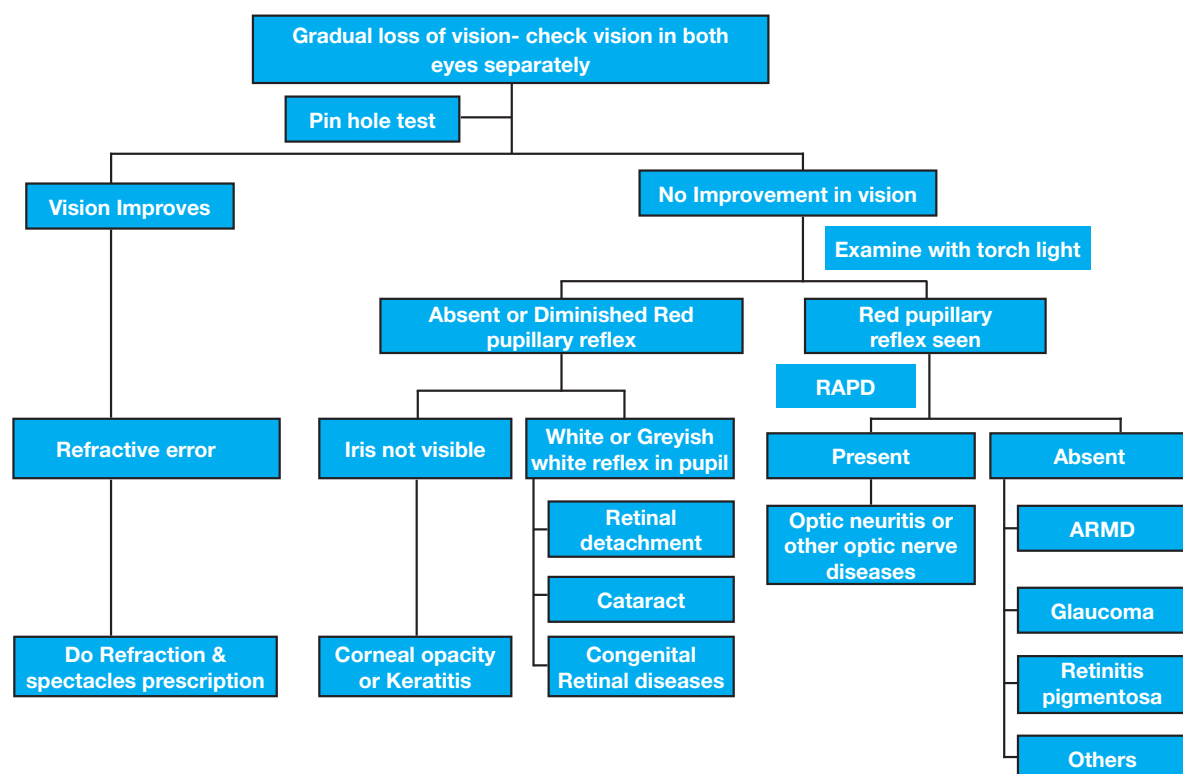 Gradual loss of vision- check vision in both
eyes separately
Pin hole test
Vision Improves
No Improvement in vision
Examine with torch light
Absent or Diminished Red
pupillary reflex
Red pupillary
reflex seen
RAPD
Refractive error
Iris not visible
White or Greyish
white reflex in pupil
Present
Absent
Retinal
detachment
Optic neuritis or
other optic nerve
diseases
ARMD
Cataract
Glaucoma
Do Refraction &
spectacles prescription
Corneal opacity
or Keratitis
Congenital
Retinal diseases
Retinitis
pigmentosa
Others